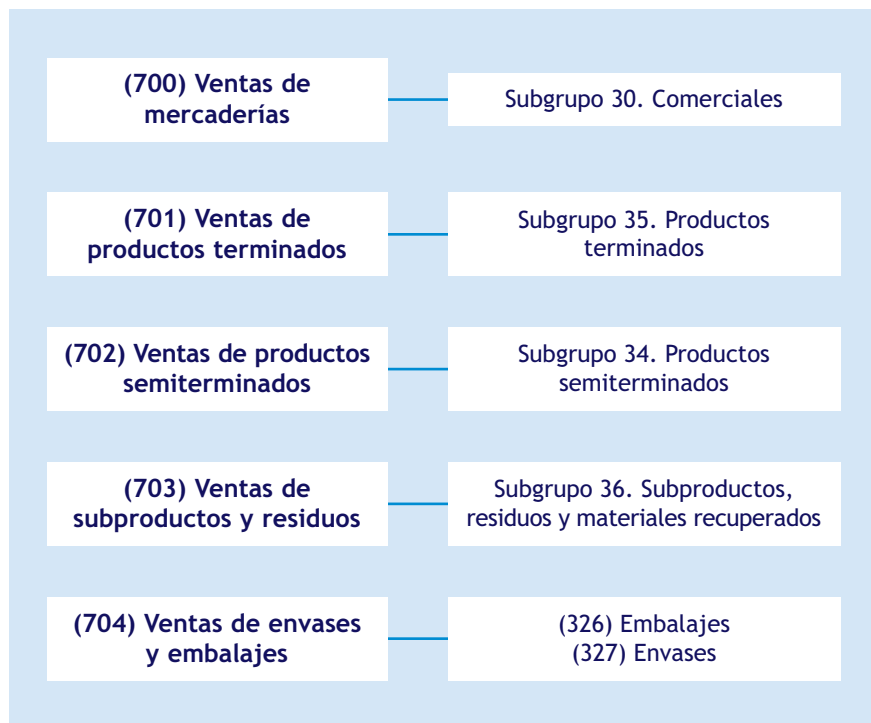 (700) Ventas de
mercaderías
Subgrupo 30. Comerciales
(701) Ventas de
productos terminados
Subgrupo 35. Productos
terminados
(702) Ventas de productos
semiterminados
Subgrupo 34. Productos
semiterminados
(703) Ventas de
subproductos y residuos
Subgrupo 36. Subproductos,
residuos y materiales recuperados
(704) Ventas de envases
y embalajes
(326) Embalajes
(327) Envases